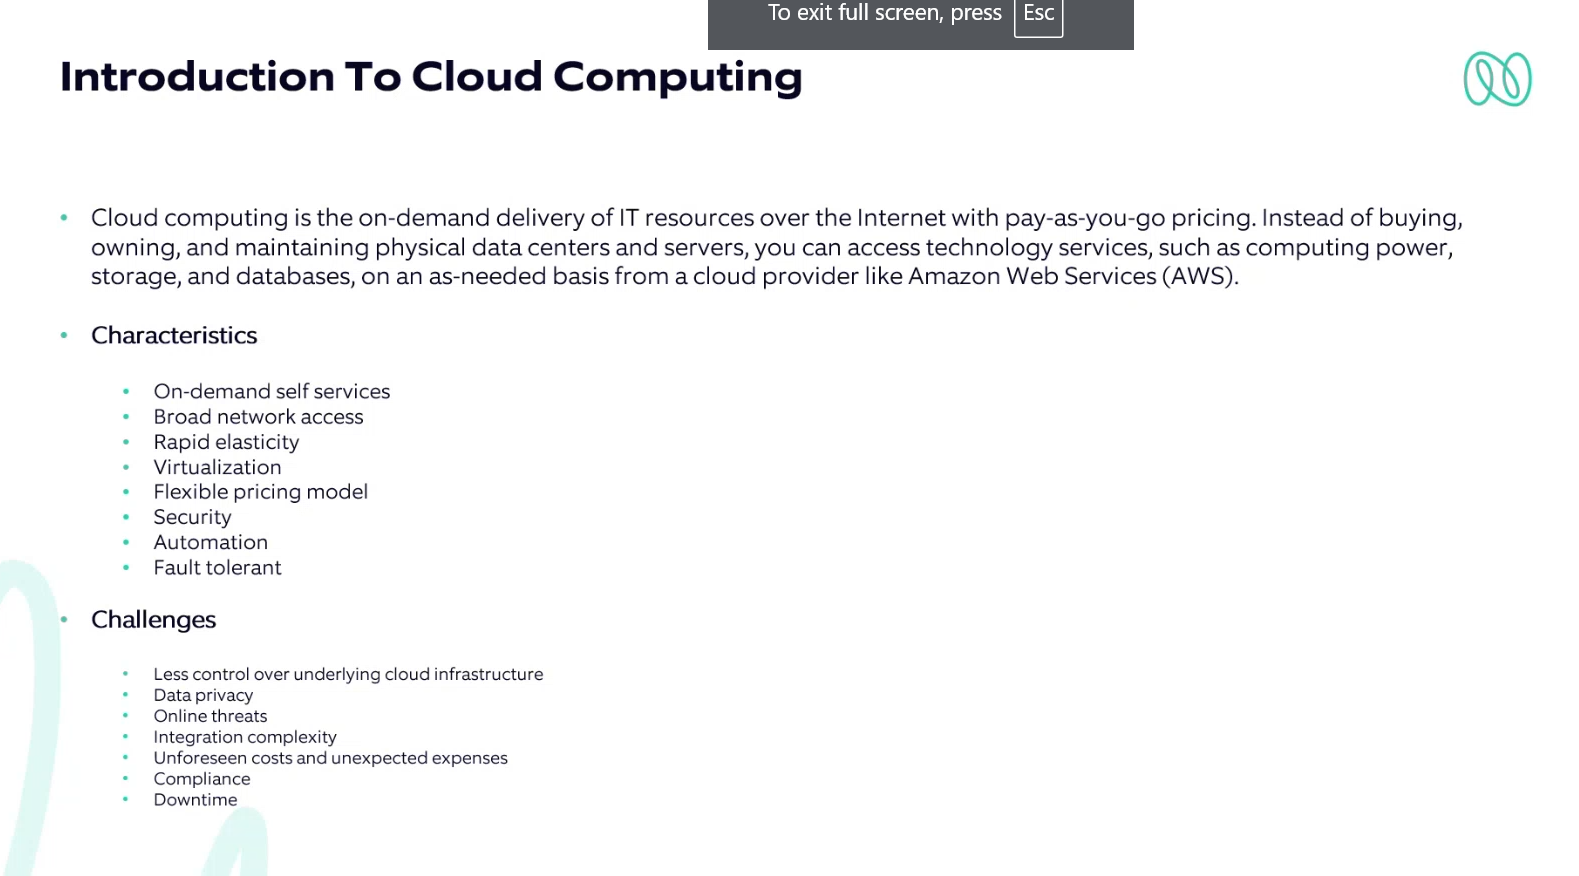 To exit full screen, press Esc
Introduction To Cloud Computing
• Cloud computing is the on-demand delivery of IT resources over the Internet with pay-as-you-go pricing. Instead of buying,
owning, and maintaining physical data centers and servers, you can access technology services, such as computing power,
storage, and databases, on an as-needed basis from a cloud provider like Amazon Web Services (AWS).
• Characteristics
• On-demand self services
• Broad network access
• Rapid elasticity
• Virtualization
• Flexible pricing model
• Security
• Automation
• Fault tolerant
• Challenges
• Less control over underlying cloud infrastructure
• Data privacy
• Online threats
• Integration complexity
• Unforeseen costs and unexpected expenses
• Compliance
• Downtime